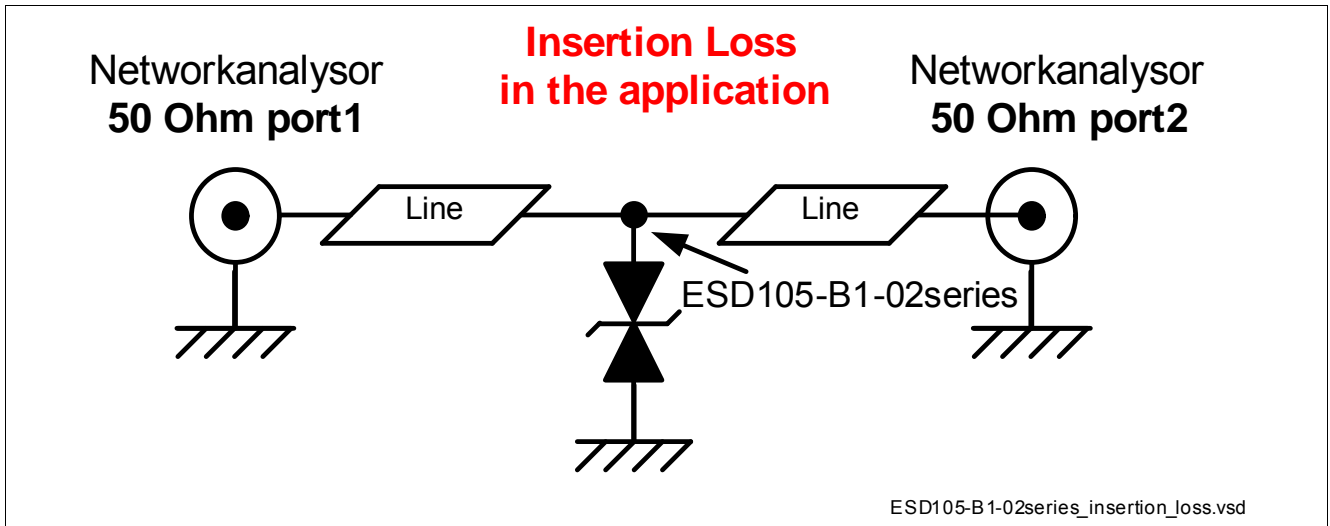 Insertion Loss
in the application
Networkanalysor
50 Ohm port1
Networkanalysor
50 Ohm port2
Line
Line
ESD105-B1-02series
ESD105-B1-02series_insertion_loss.vsd